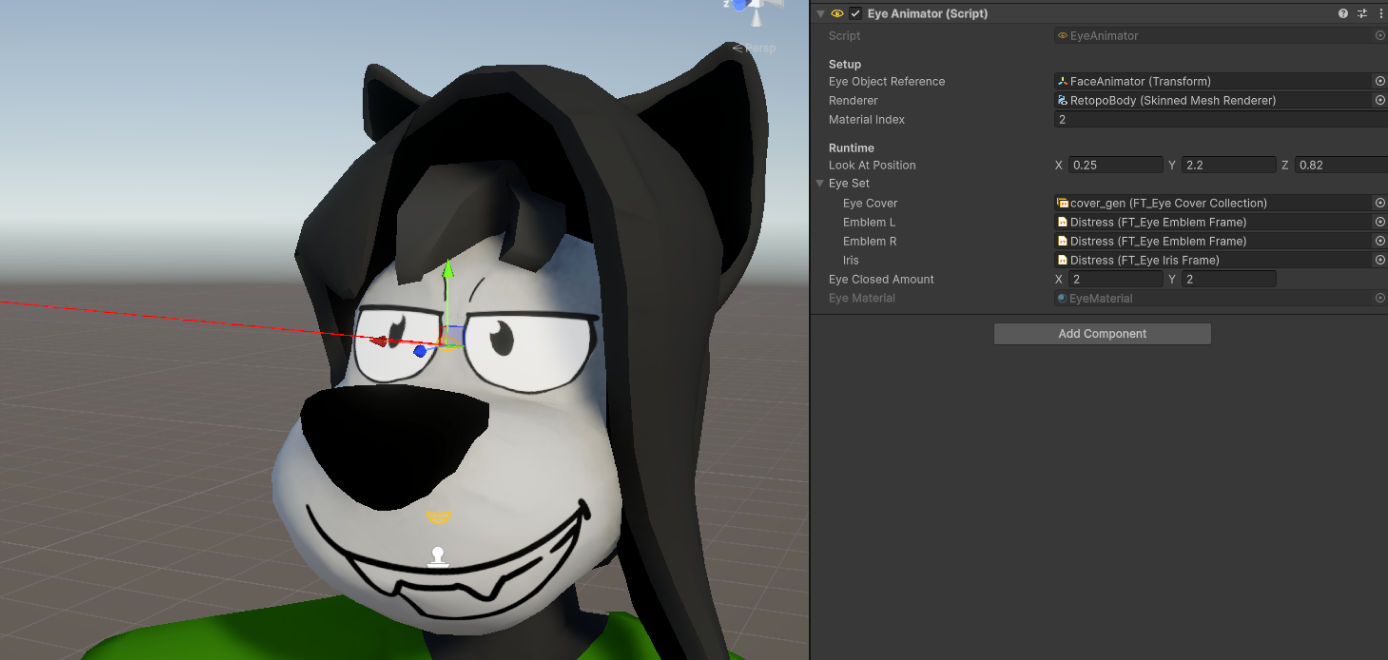 z
Persp
Eye Animator (Script)
Script EyeAnimator
Setup
Eye Object Reference FaceAnimator (Transform)
Renderer RetopoBody (Skinned Mesh Renderer)
Material Index 2
Runtime
Look At Position X 0.25 Y 2.2 Z 0.82
Eye Set
Eye Cover cover_gen (FT_Eye Cover Collection)
Emblem L Distress (FT_Eye Emblem Frame)
Emblem R Distress (FT_Eye Emblem Frame)
Iris Distress (FT_Eye Iris Frame)
Eye Closed Amount X 2 Y 2
Eye Material EyeMaterial
Add Component